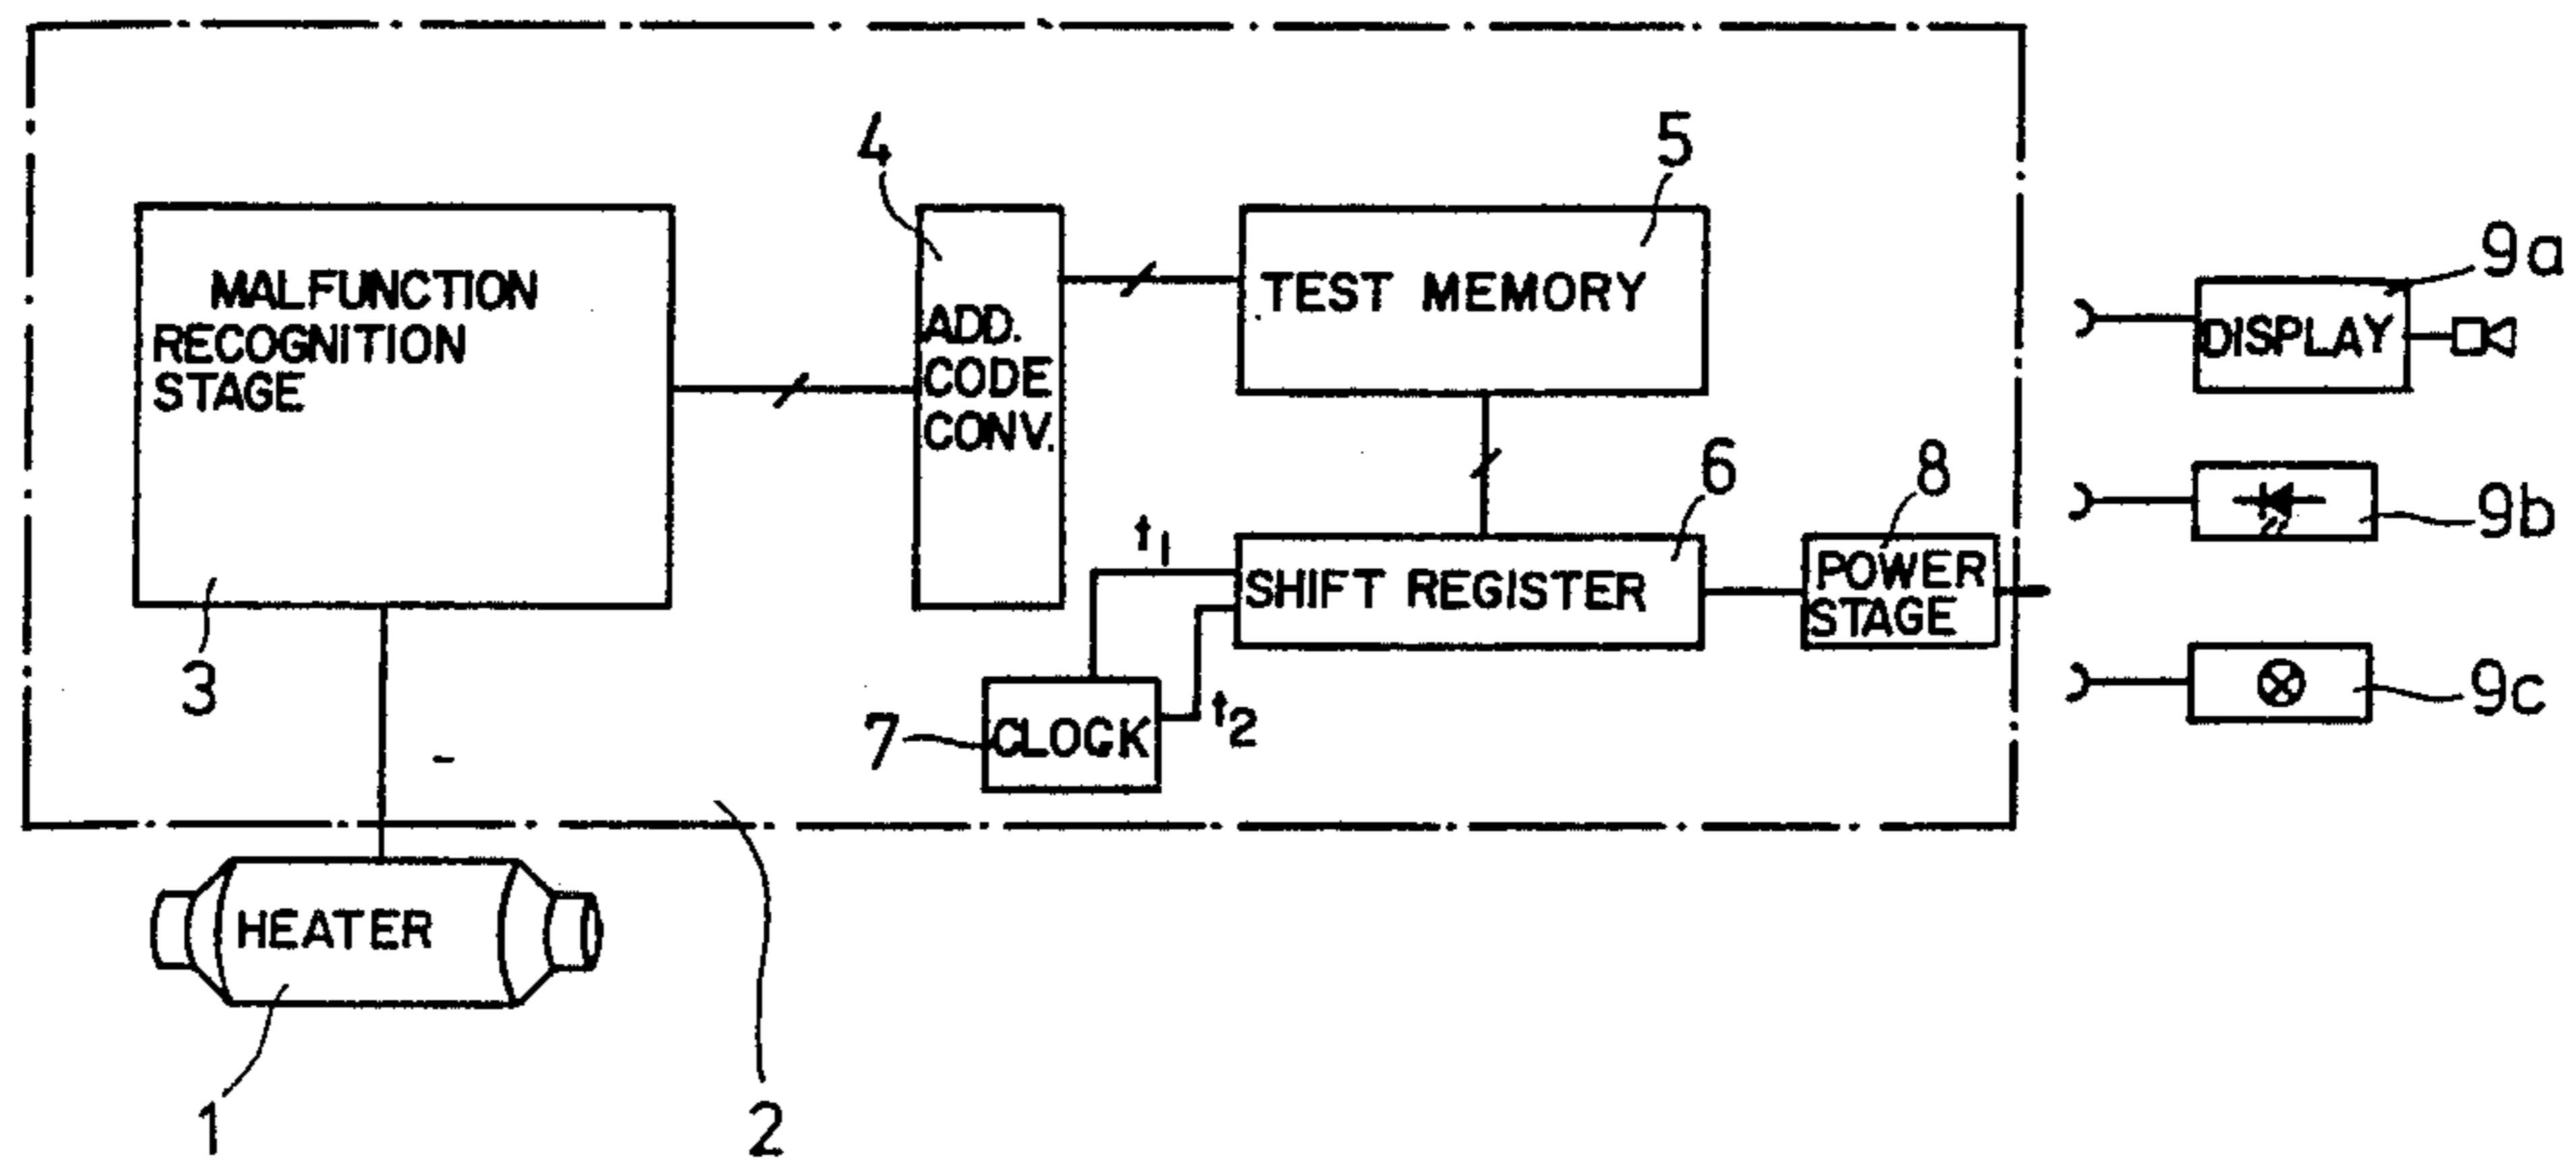 4
5
9a
MALFUNCTION
RECOGNITION
STAGE
ADD.
CODE
CONV.
TEST MEMORY
DISPLAY
6
8
9b
t1
SHIFT REGISTER
POWER
STAGE
3
7
CLOCK
t2
9c
HEATER
1
2